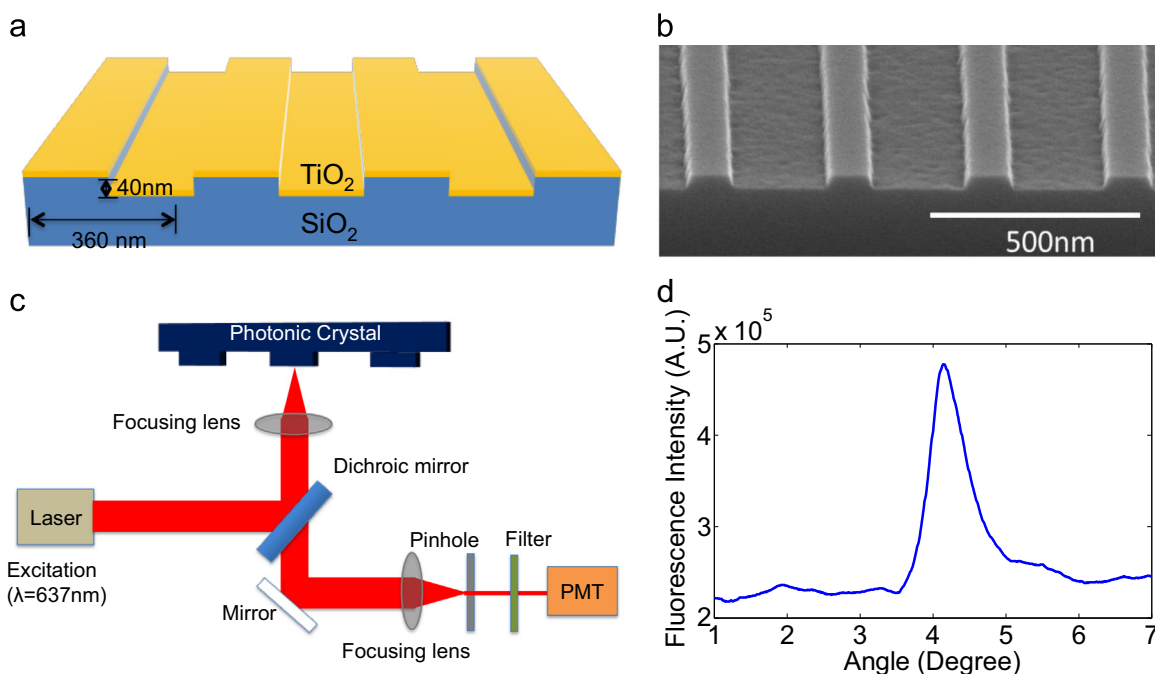 a
TiO2
40nm
SiO2
360 nm
b
500nm
c
Photonic Crystal
Focusing lens
Dichroic mirror
Laser
Pinhole
Filter
Excitation
(λ=637nm)
PMT
Mirror
Focusing lens
d
5 x 10^5
4
3
2
1 2 3 4 5 6 7
Fluorescence Intensity (A.U.)
Angle (Degree)